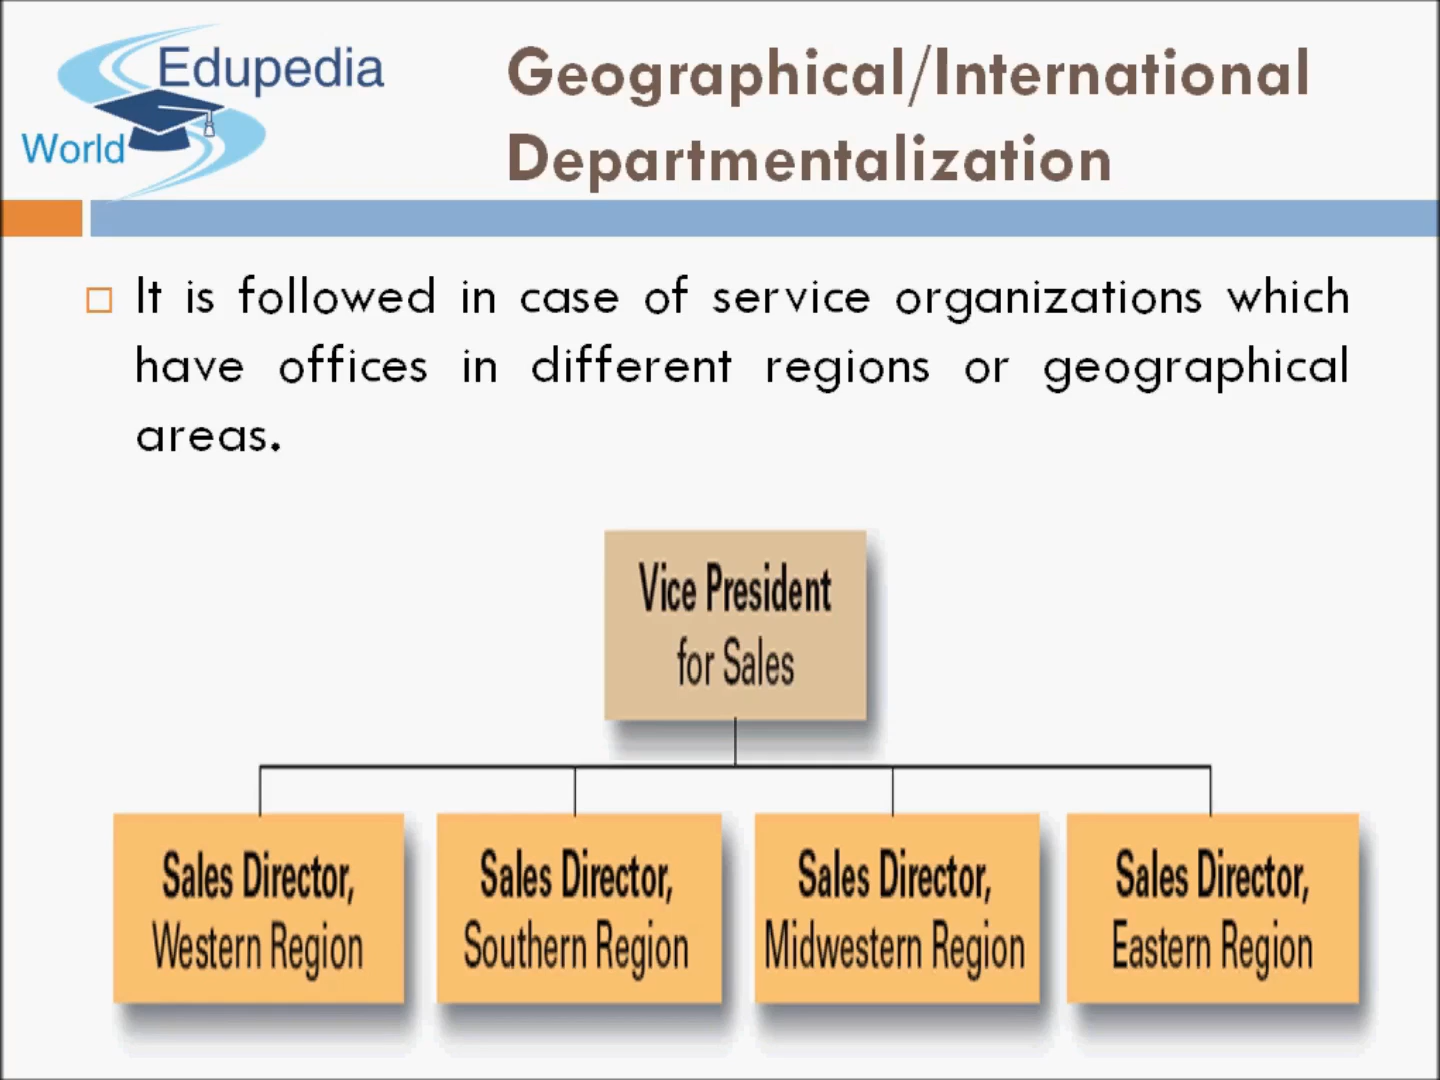 Edupedia
World
Geographical/International
Departmentalization
It is followed in case of service organizations which
have offices in different regions or geographical
areas.
Vice President
for Sales
Sales Director,
Western Region
Sales Director,
Southern Region
Sales Director,
Midwestern Region
Sales Director,
Eastern Region